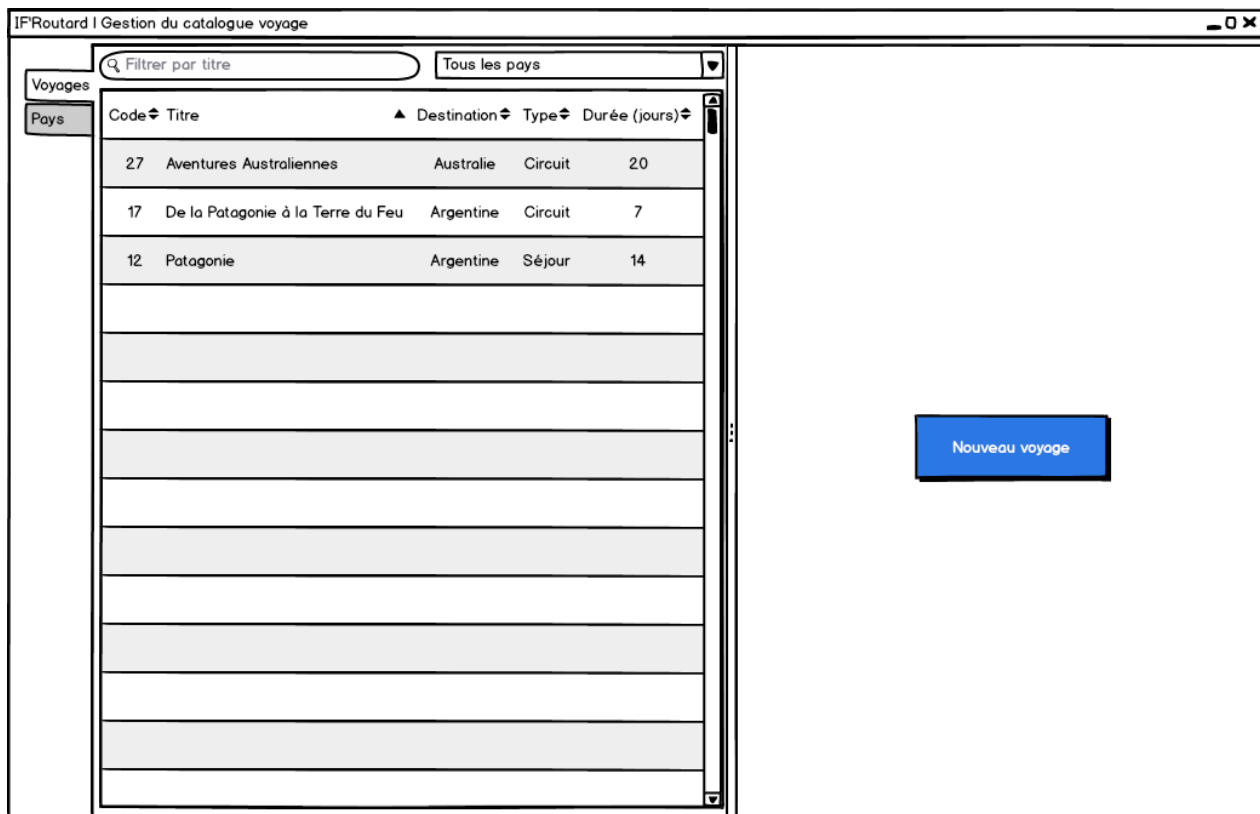 IF'Routard | Gestion du catalogue voyage
Filtrer par titre
Tous les pays
Voyages
Pays
Code Titre Destination Type Durée (jours)
27 Aventures Australiennes Australie Circuit 20
17 De la Patagonie à la Terre du Feu Argentine Circuit 7
12 Patagonie Argentine Séjour 14
Nouveau voyage